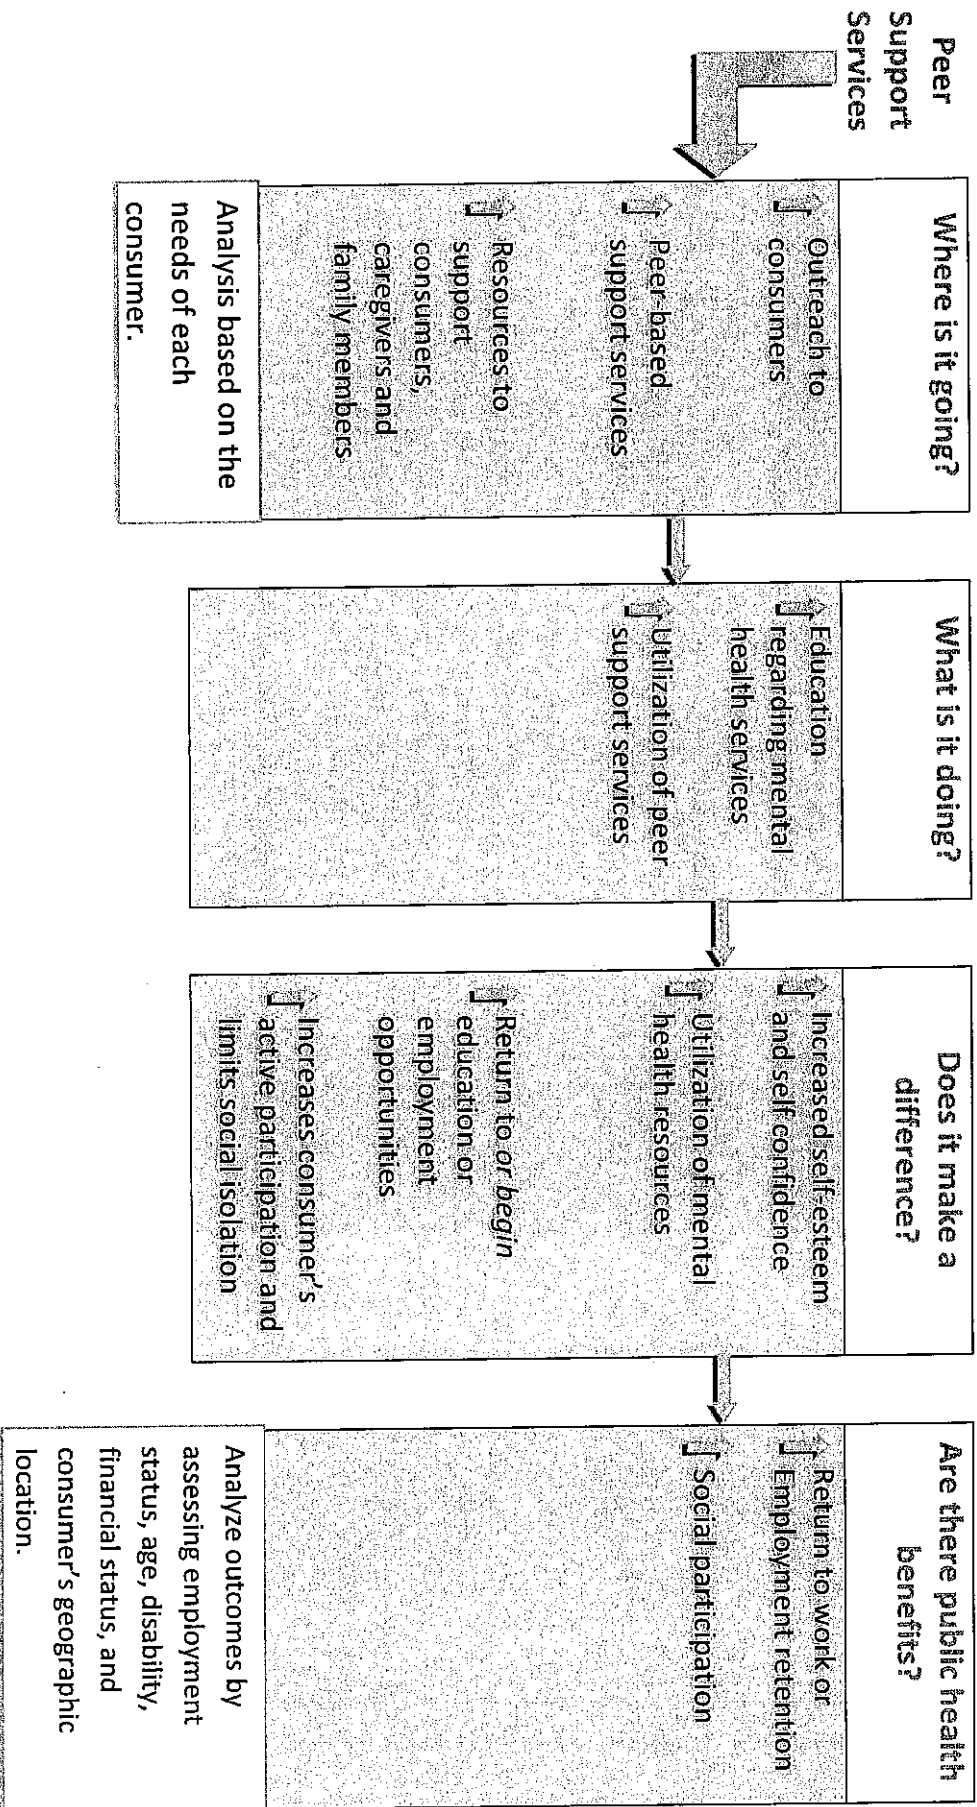 Peer
Support
Services
Where is it going?
Outreach to
consumers
Peer-based
support services
Resources to
support
consumers,
caregivers and
family members
Analysis based on the
needs of each
consumer.
What is it doing?
Education
regarding mental
health services
Utilization of peer
support services
Does it make a
difference?
Increased self-esteem
and self confidence
Utilization of mental
health resources
Return to or begin
education or
employment
opportunities
Increases consumer's
active participation and
limits social isolation
Are there public health
benefits?
Return to work or
Employment retention
Social participation
Analyze outcomes by
assessing employment
status, age, disability,
financial status, and
consumer's geographic
location.